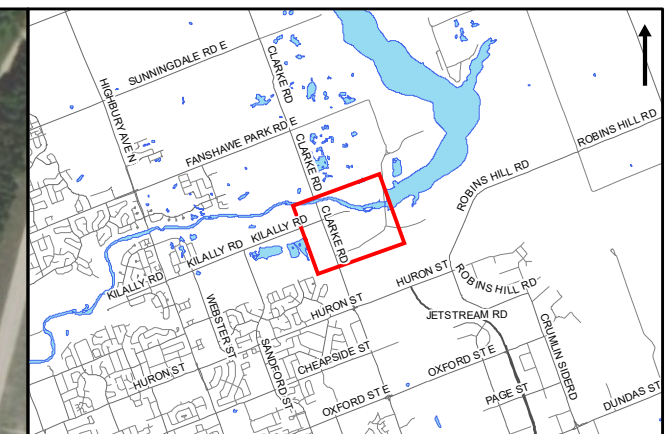 SUNNINGDALE RD E
CLARKE RD
HIGHBURY AVE N
FANSHAWE PARK RD E
CLARKE RD
ROBINS HILL RD
ROBINS HILL RD
CLARKE RD
KILALLY RD
KILALLY RD
KILALLY RD
HURON ST
ROBINS HILL RD
WEBSTER ST
HURON ST
JETSTREAM RD
SANDFORD ST
CHEAPSIDE ST
CRUMLIN SIDERD
HURON ST
OXFORD ST E
OXFORD ST E
PAGE ST
DUNDAS ST